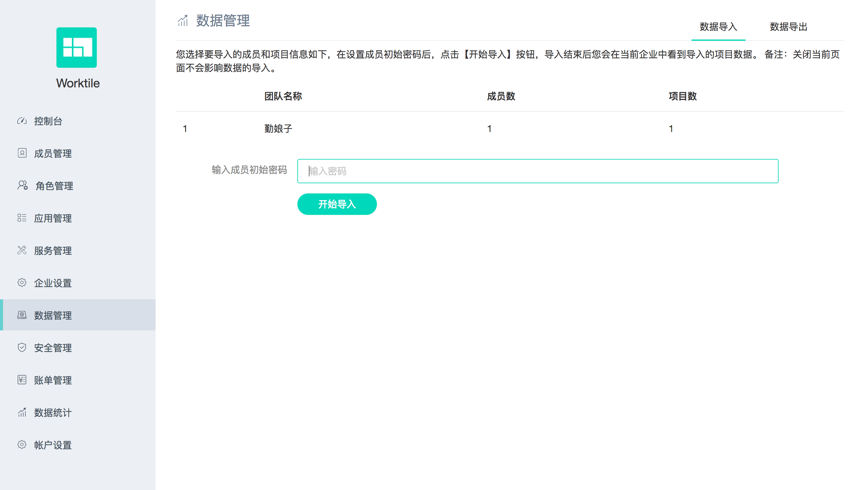 Worktile
控制台
成员管理
角色管理
应用管理
服务管理
企业设置
数据管理
安全管理
账单管理
数据统计
帐户设置
数据管理
数据导入 数据导出
您选择要导入的成员和项目信息如下，在设置成员初始密码后，点击【开始导入】按钮，导入结束后您会在当前企业中看到导入的项目数据。 备注：关闭当前页
面不会影响数据的导入。
团队名称 成员数 项目数
1 勤娘子 1 1
输入成员初始密码 输入密码
开始导入